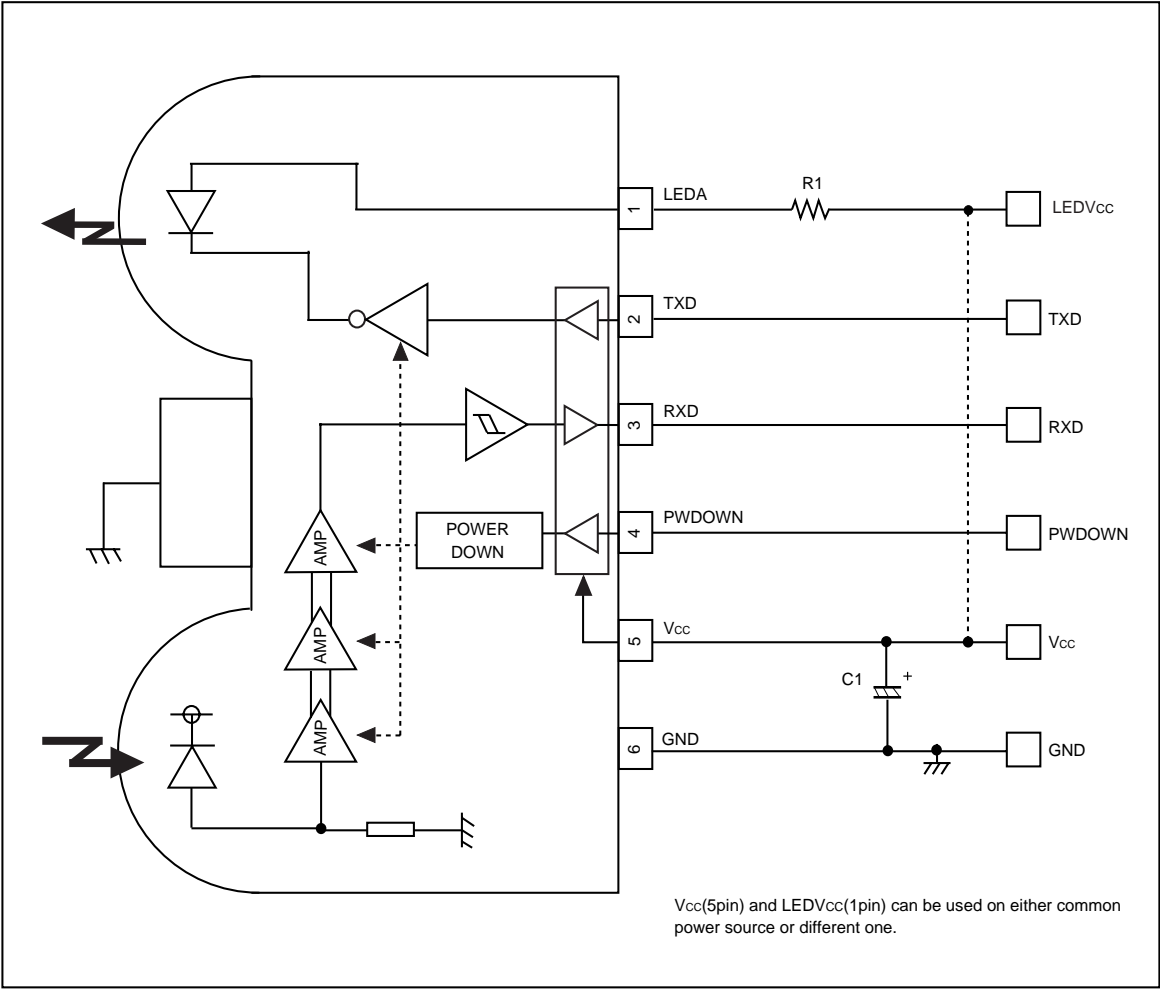 R1
1
LEDA
LEDVcc
2
TXD
TXD
3
RXD
RXD
POWER
DOWN
4
PWDOWN
PWDOWN
AMP
AMP
AMP
5
Vcc
Vcc
C1
+
6
GND
GND
Vcc(5pin) and LEDVcc(1pin) can be used on either common
power source or different one.